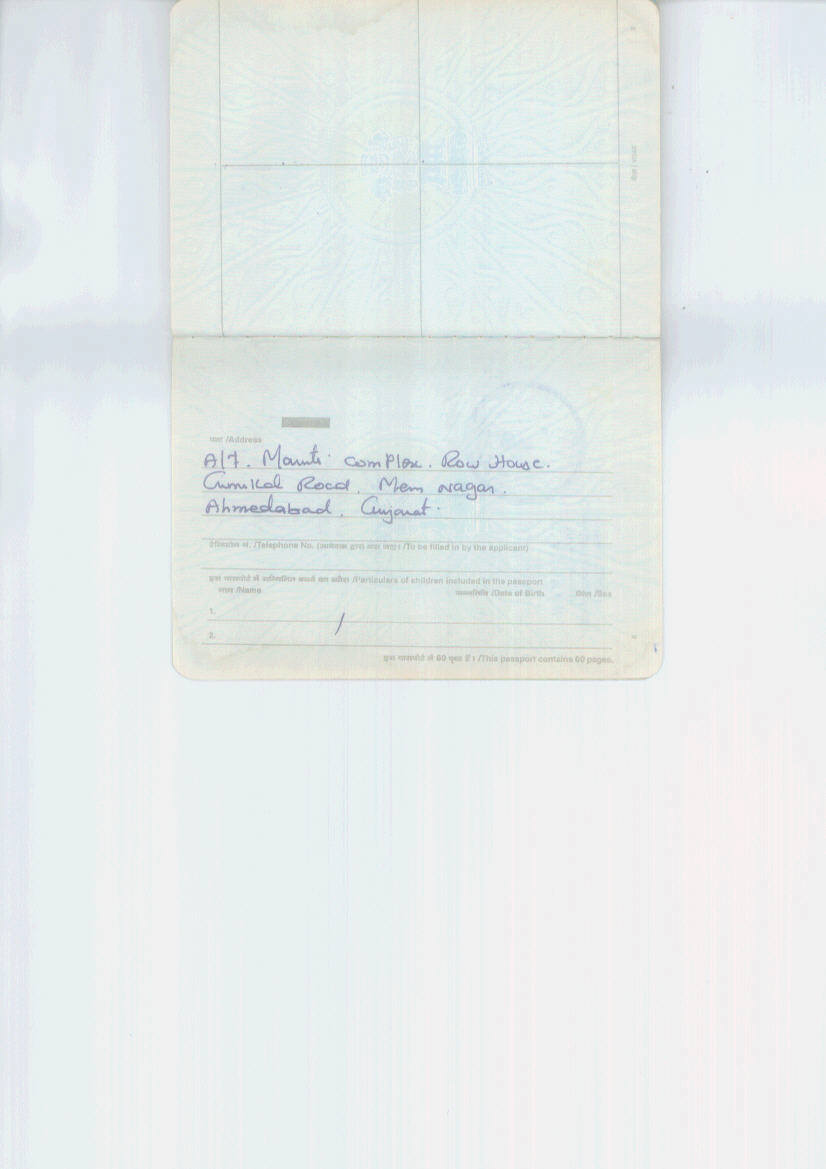 पता /Address
A/7. Maruti complex. Row House.
Gurukul Road. Mem Nagar.
Ahmedabad. Gujarat.
टेलिफोन सं. /Telephone No. (आवेदक द्वारा भरा जाए) /To be filled in by the applicant)
इस पासपोर्ट में सम्मिलित बच्चों का ब्यौरा /Particulars of children included in the passport
नाम /Name जन्मतिथि /Date of Birth लिंग /Sex
1.
2.
इस पासपोर्ट में 60 पृष्ठ हैं। /This passport contains 60 pages.